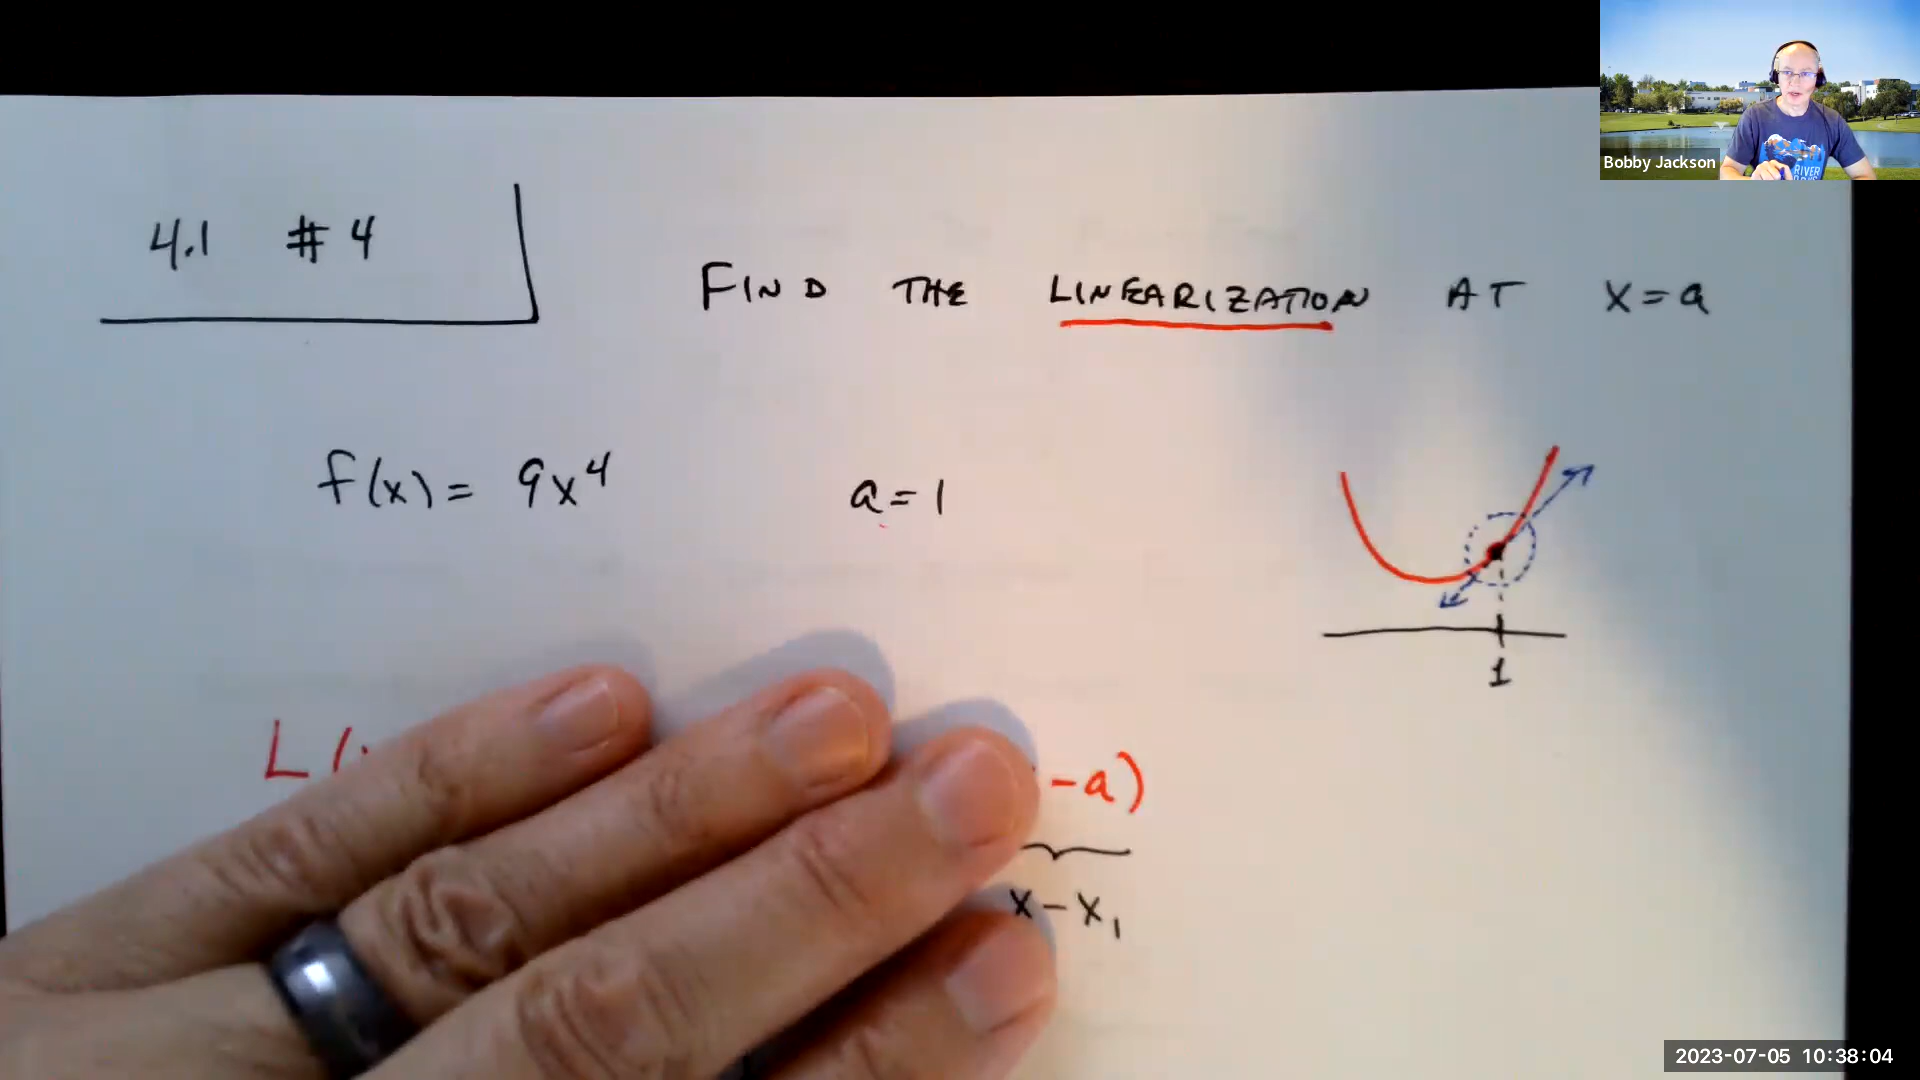 Bobby Jackson
RIVER
4.1 # 4
FIND THE LINEARIZATION AT x=a
f(x) = 9x⁴ a = 1
1
L( -a)
x - x₁
2023-07-05 10:38:04